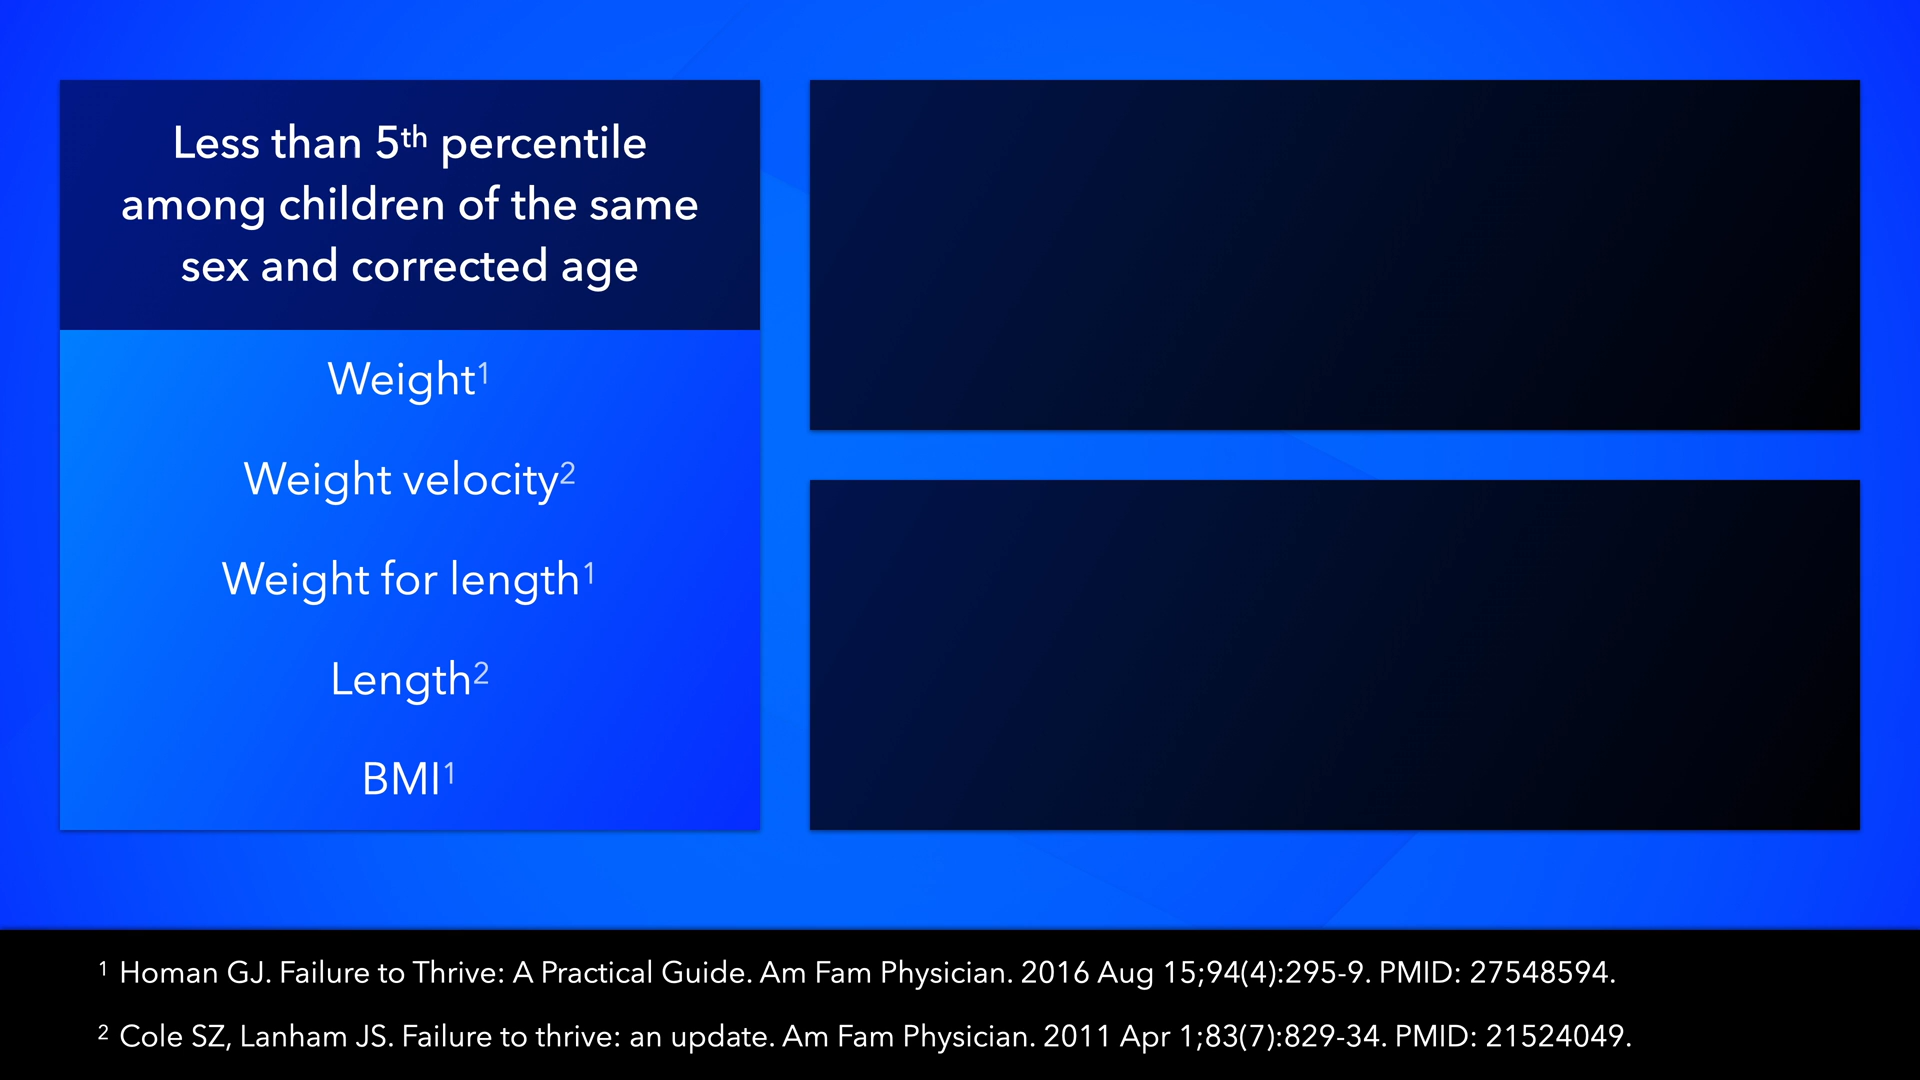 Less than 5th percentile
among children of the same
sex and corrected age
Weight1
Weight velocity2
Weight for length1
Length2
BMI1
1 Homan GJ. Failure to Thrive: A Practical Guide. Am Fam Physician. 2016 Aug 15;94(4):295-9. PMID: 27548594.
2 Cole SZ, Lanham JS. Failure to thrive: an update. Am Fam Physician. 2011 Apr 1;83(7):829-34. PMID: 21524049.